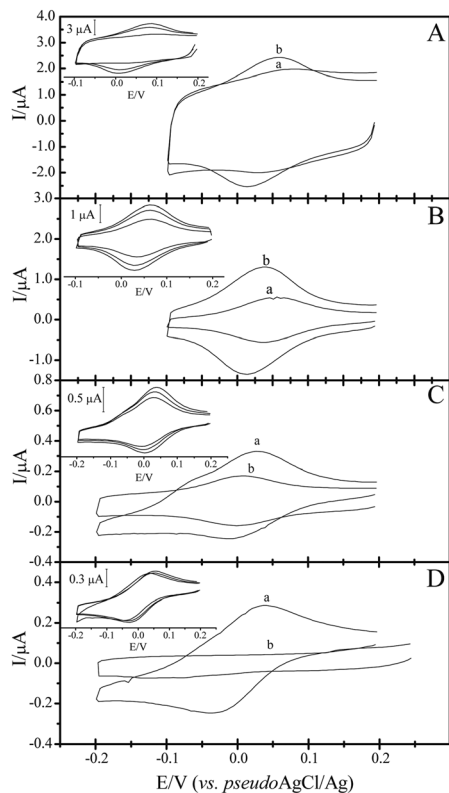 4.0
3 μA
A
3.0
b
2.0
a
1.0
-0.1 0.0 0.1 0.2
E/V
I/μA
0.0
-1.0
-2.0
3.0
1 μA
B
2.0
-0.1 0.0 0.1 0.2
E/V
b
1.0
a
I/μA
0.0
-1.0
0.8
0.5 μA
C
0.6
0.4
-0.2 -0.1 0.0 0.1 0.2
E/V
a
0.2
b
I/μA
0.0
-0.2
-0.4
0.3 μA
D
0.4
-0.2 -0.1 0.0 0.1 0.2
E/V
a
0.2
b
I/μA
0.0
-0.2
-0.4
-0.2 -0.1 0.0 0.1 0.2
E/V (vs. pseudoAgCl/Ag)